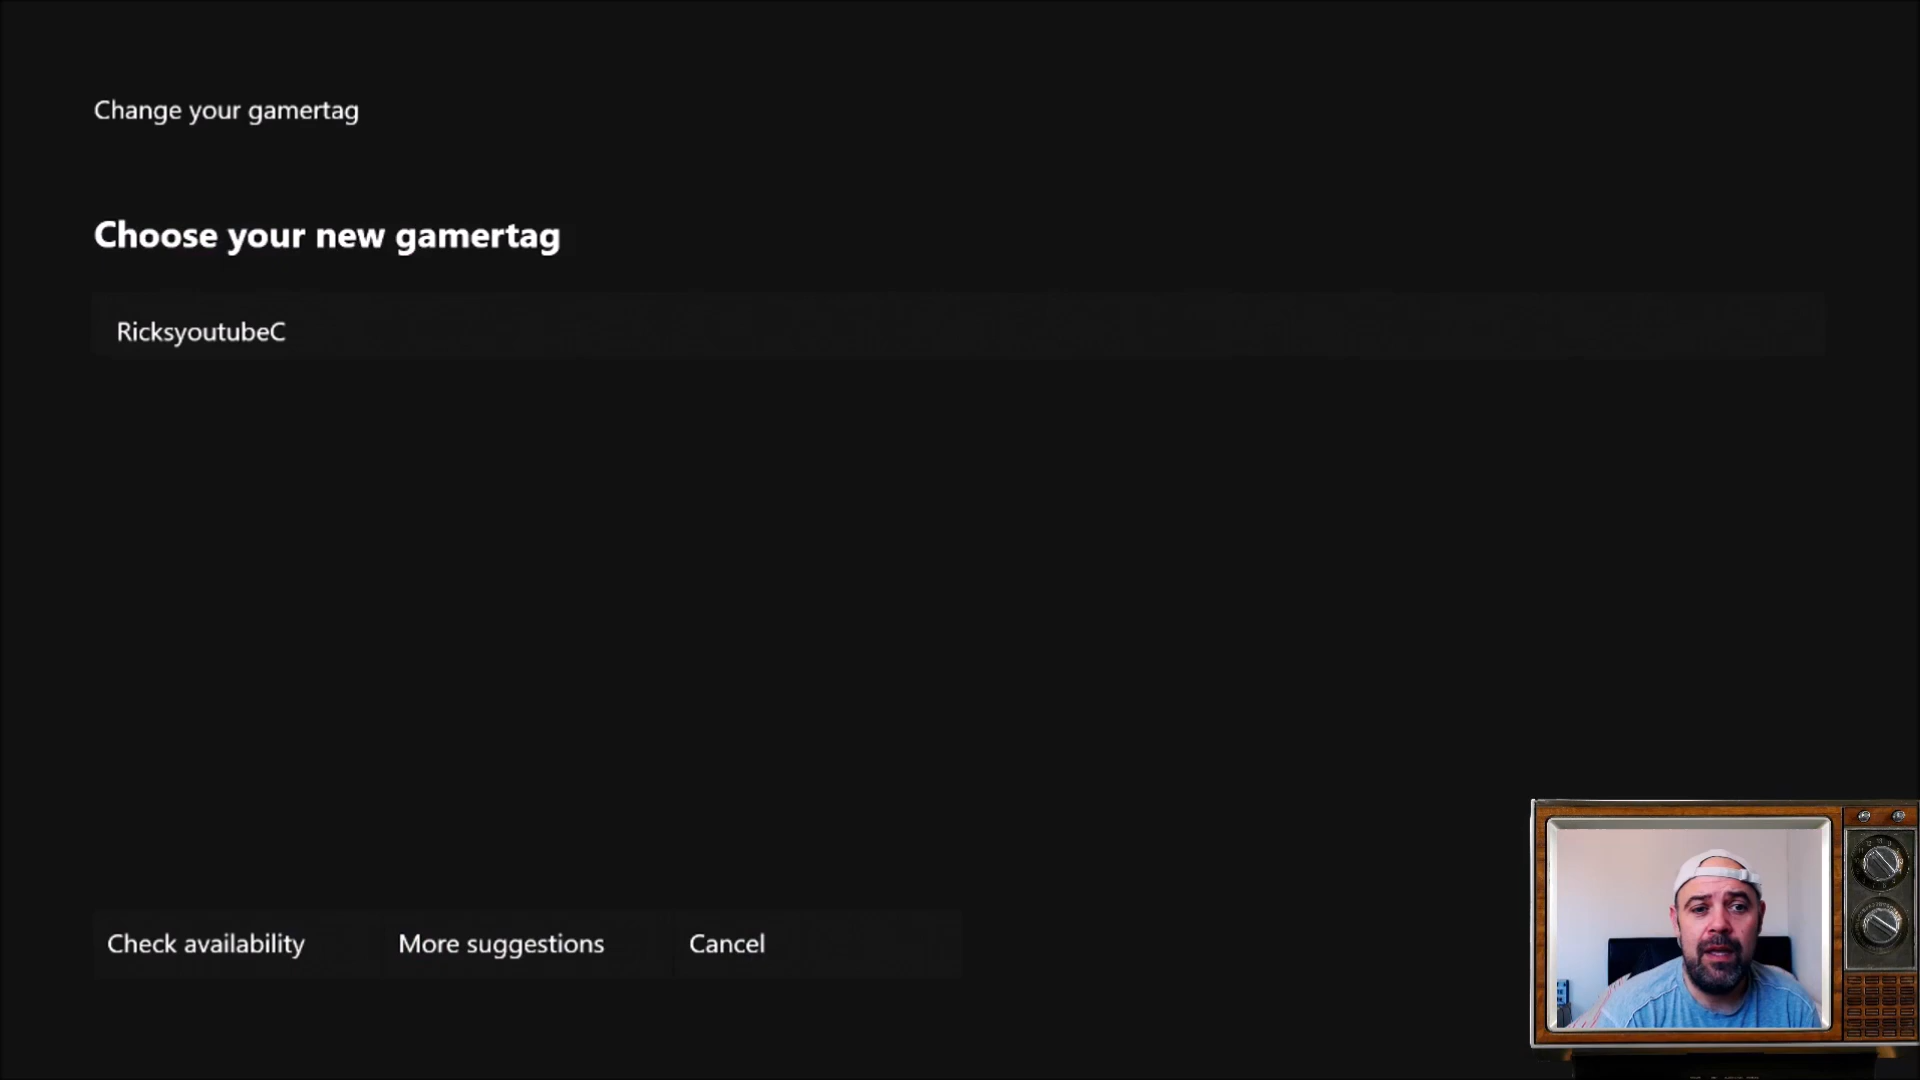 Change your gamertag
Choose your new gamertag
RicksyoutubeC
Check availability
More suggestions
Cancel